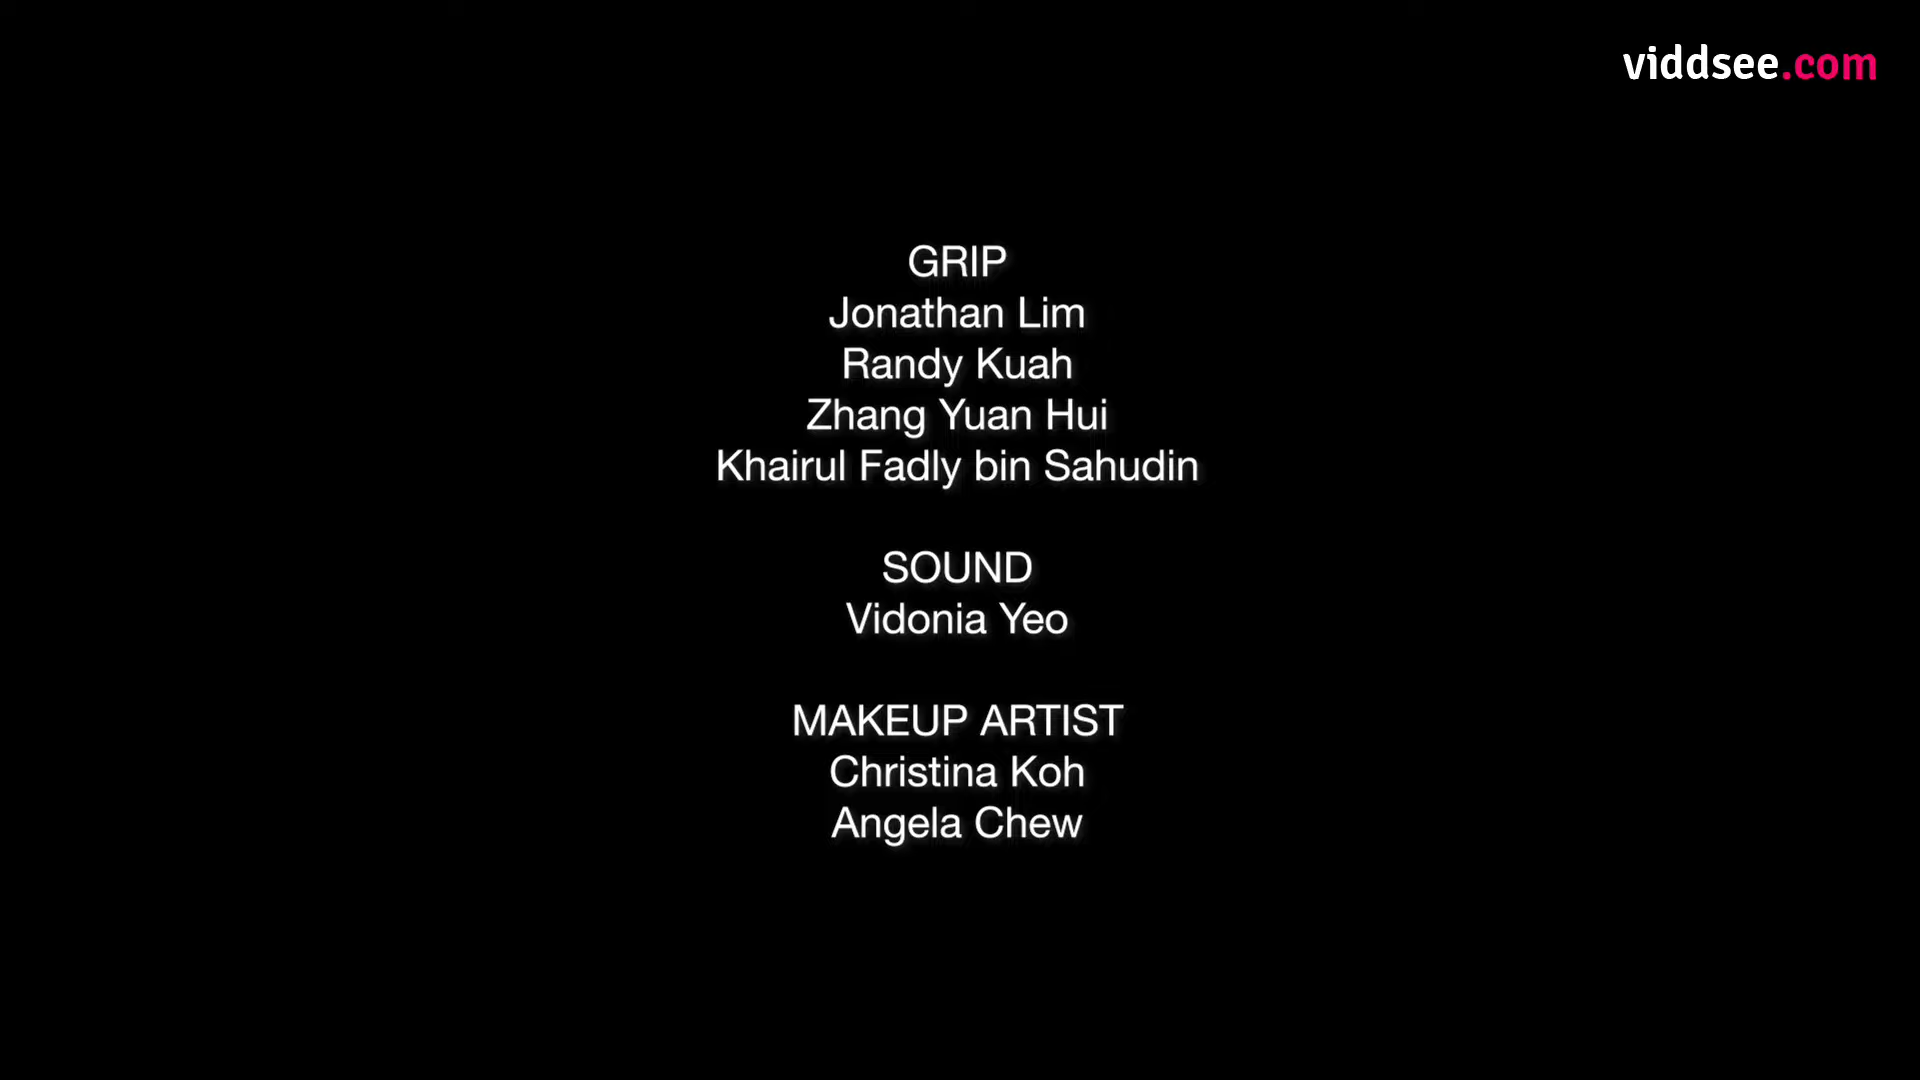 viddsee.com
GRIP
Jonathan Lim
Randy Kuah
Zhang Yuan Hui
Khairul Fadly bin Sahudin
SOUND
Vidonia Yeo
MAKEUP ARTIST
Christina Koh
Angela Chew